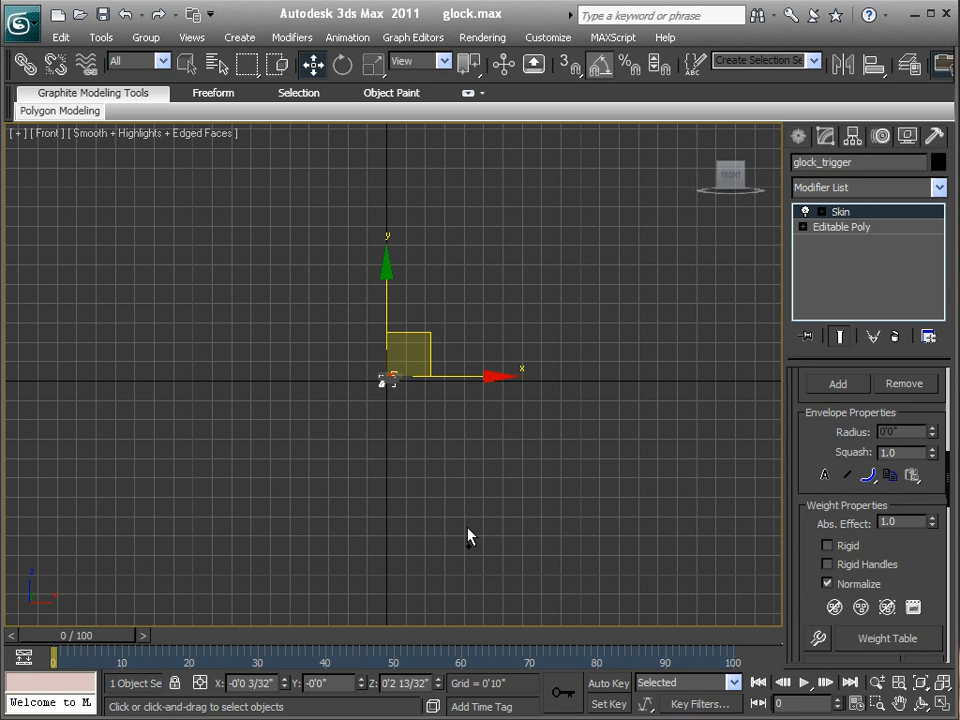 Autodesk 3ds Max 2011 glock.max
Type a keyword or phrase
Edit Tools Group Views Create Modifiers Animation Graph Editors Rendering Customize MAXScript Help
All
View
3
Create Selection Se
Graphite Modeling Tools Freeform Selection Object Paint
Polygon Modeling
[ + ] [ Front ] [ Smooth + Highlights + Edged Faces ]
FRONT
y
x
z
x
glock_trigger
Modifier List
Skin
Editable Poly
Add Remove
Envelope Properties
Radius: 0'0"
Squash: 1.0
A
Weight Properties
Abs. Effect: 1.0
Rigid
Rigid Handles
Normalize
Weight Table
< 0 / 100 >
0 10 20 30 40 50 60 70 80 90 100
1 Object Se X: -0'0 3/32" Y: -0'0" Z: 0'2 13/32" Grid = 0'10" Auto Key Selected
Welcome to M Click or click-and-drag to select objects Add Time Tag Set Key Key Filters... 0